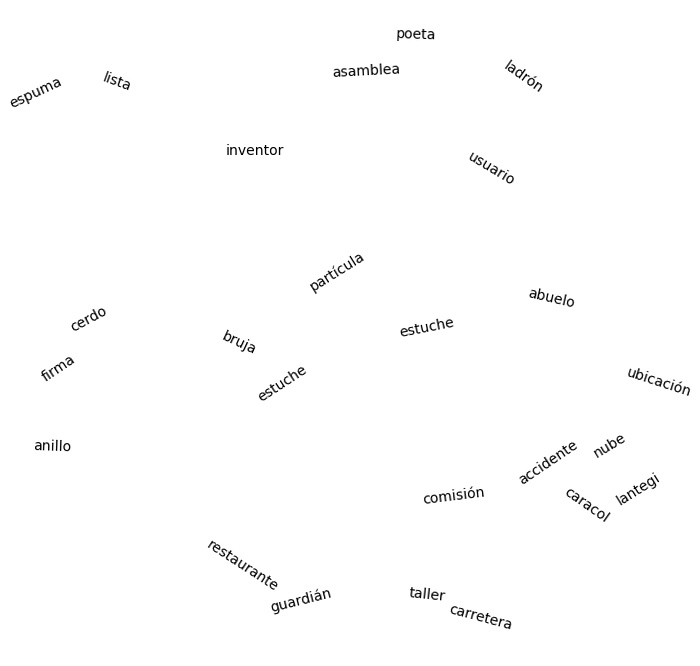 poeta
asamblea
ladrón
lista
espuma
inventor
usuario
partícula
abuelo
cerdo
estuche
bruja
firma
estuche
ubicación
anillo
nube
accidente
lantegi
comisión
caracol
restaurante
guardián
taller
carretera